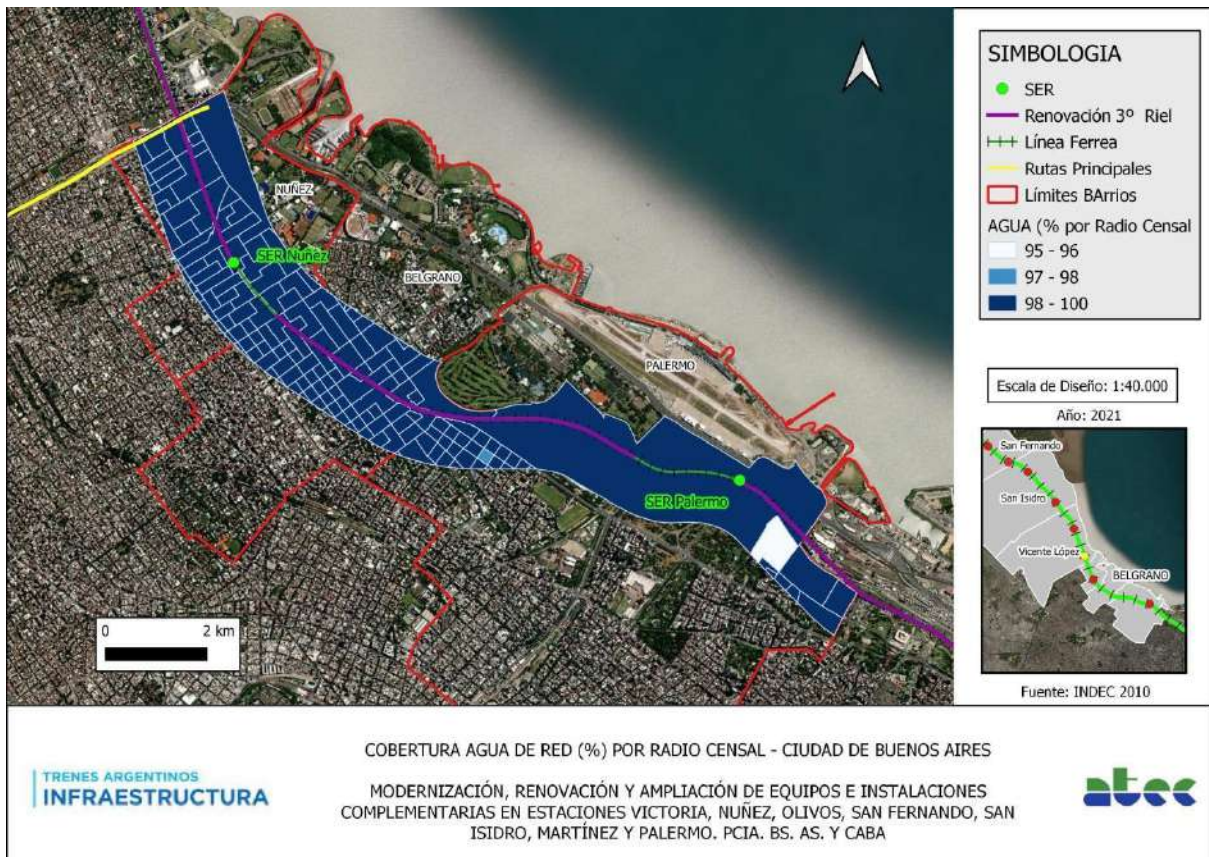 NUÑEZ
SER Nuñez
BELGRANO
PALERMO
SER Palermo
0 2 km
SIMBOLOGIA
SER
Renovación 3º Riel
Línea Ferrea
Rutas Principales
Límites BArrios
AGUA (% por Radio Censal
95 - 96
97 - 98
98 - 100
Escala de Diseño: 1:40.000
Año: 2021
San Fernando
San Isidro
Vicente López
BELGRANO
Fuente: INDEC 2010
TRENES ARGENTINOS
INFRAESTRUCTURA
COBERTURA AGUA DE RED (%) POR RADIO CENSAL - CIUDAD DE BUENOS AIRES
MODERNIZACIÓN, RENOVACIÓN Y AMPLIACIÓN DE EQUIPOS E INSTALACIONES
COMPLEMENTARIAS EN ESTACIONES VICTORIA, NUÑEZ, OLIVOS, SAN FERNANDO, SAN
ISIDRO, MARTÍNEZ Y PALERMO. PCIA. BS. AS. Y CABA
atec